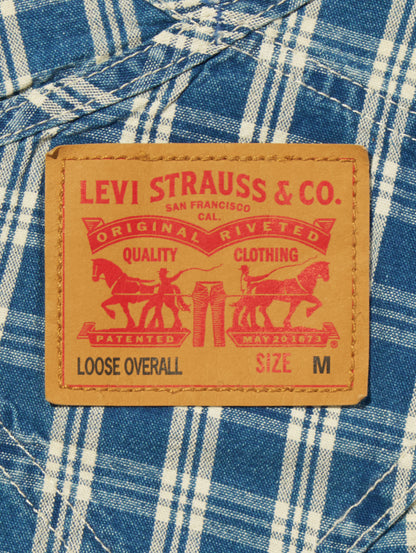 LEVI STRAUSS & CO.
SAN FRANCISCO
CAL.
ORIGINAL RIVETED
QUALITY CLOTHING
PATENTED MAY 20 1873
LOOSE OVERALL SIZE M